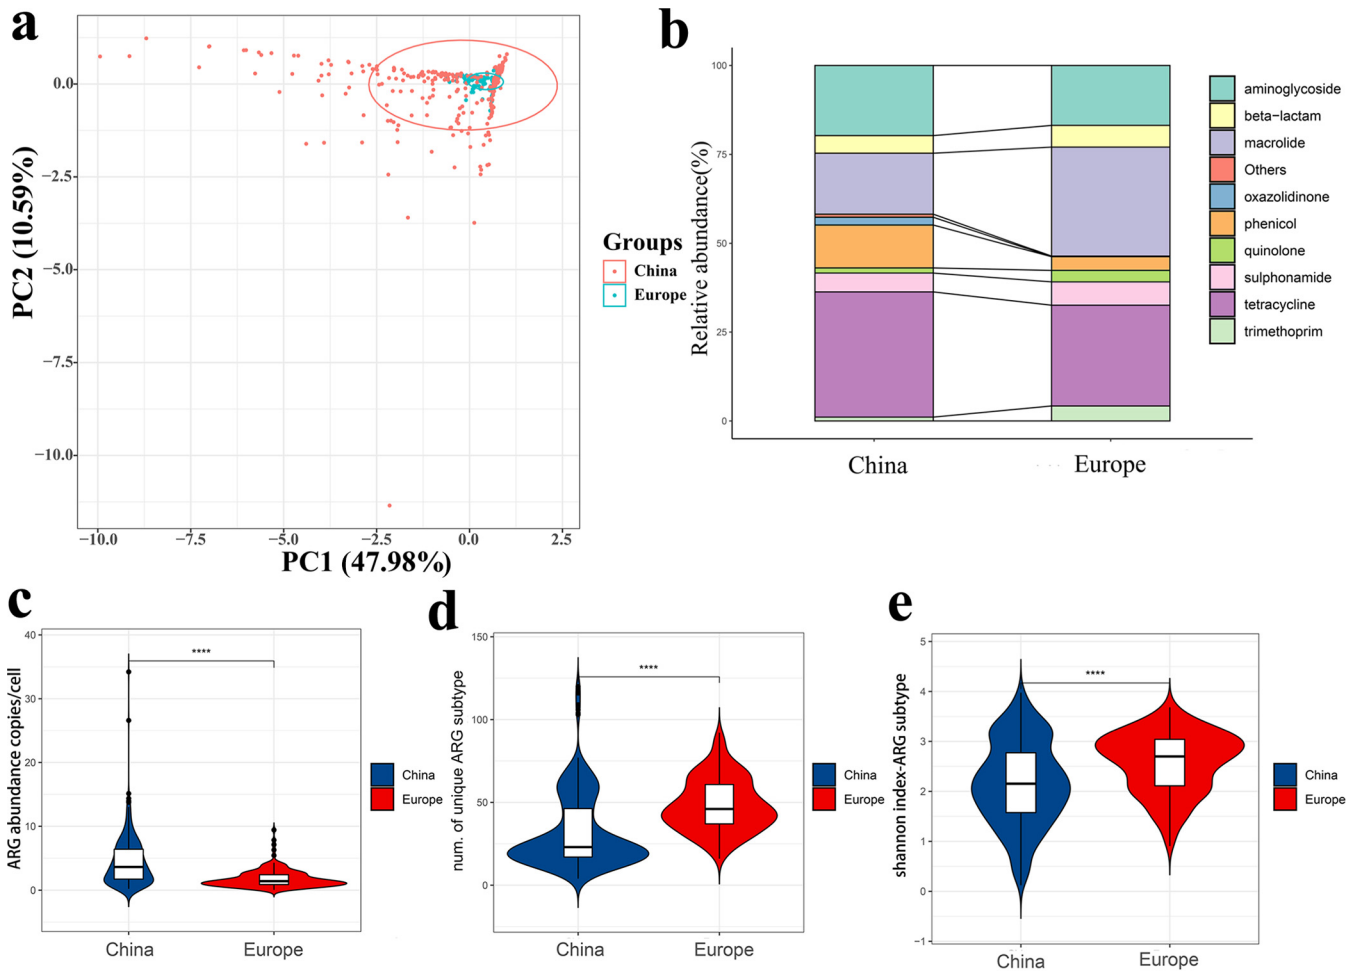 a
0.0
−2.5
−5.0
−7.5
−10.0
PC2 (10.59%)
−10.0
−7.5
−5.0
−2.5
0.0
2.5
PC1 (47.98%)
Groups
China
Europe
b
100
75
50
25
0
Relative abundance(%)
China
Europe
aminoglycoside
beta−lactam
macrolide
Others
oxazolidinone
phenicol
quinolone
sulphonamide
tetracycline
trimethoprim
c
40
30
20
10
0
ARG abundance copies/cell
****
China
Europe
China
Europe
d
150
100
50
0
num. of unique ARG subtype
****
China
Europe
China
Europe
e
5
4
3
2
1
0
−1
shannon index-ARG subtype
****
China
Europe
China
Europe